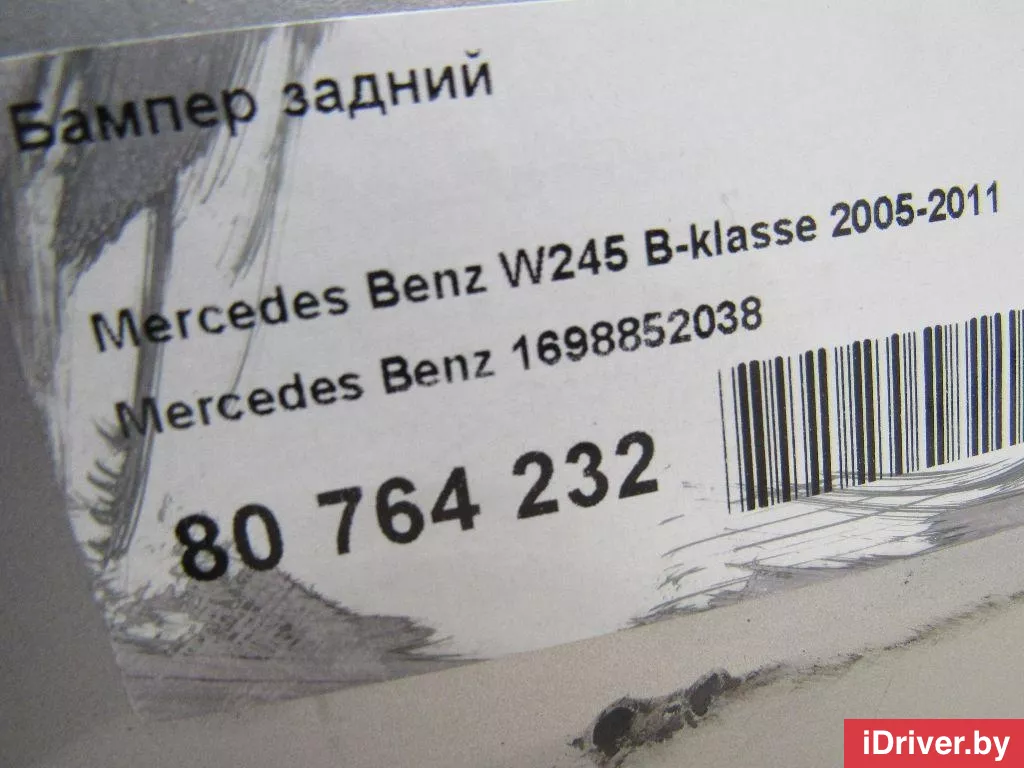 Бампер задний
Mercedes Benz W245 B-klasse 2005-2011
Mercedes Benz 1698852038
80 764 232
iDriver.by